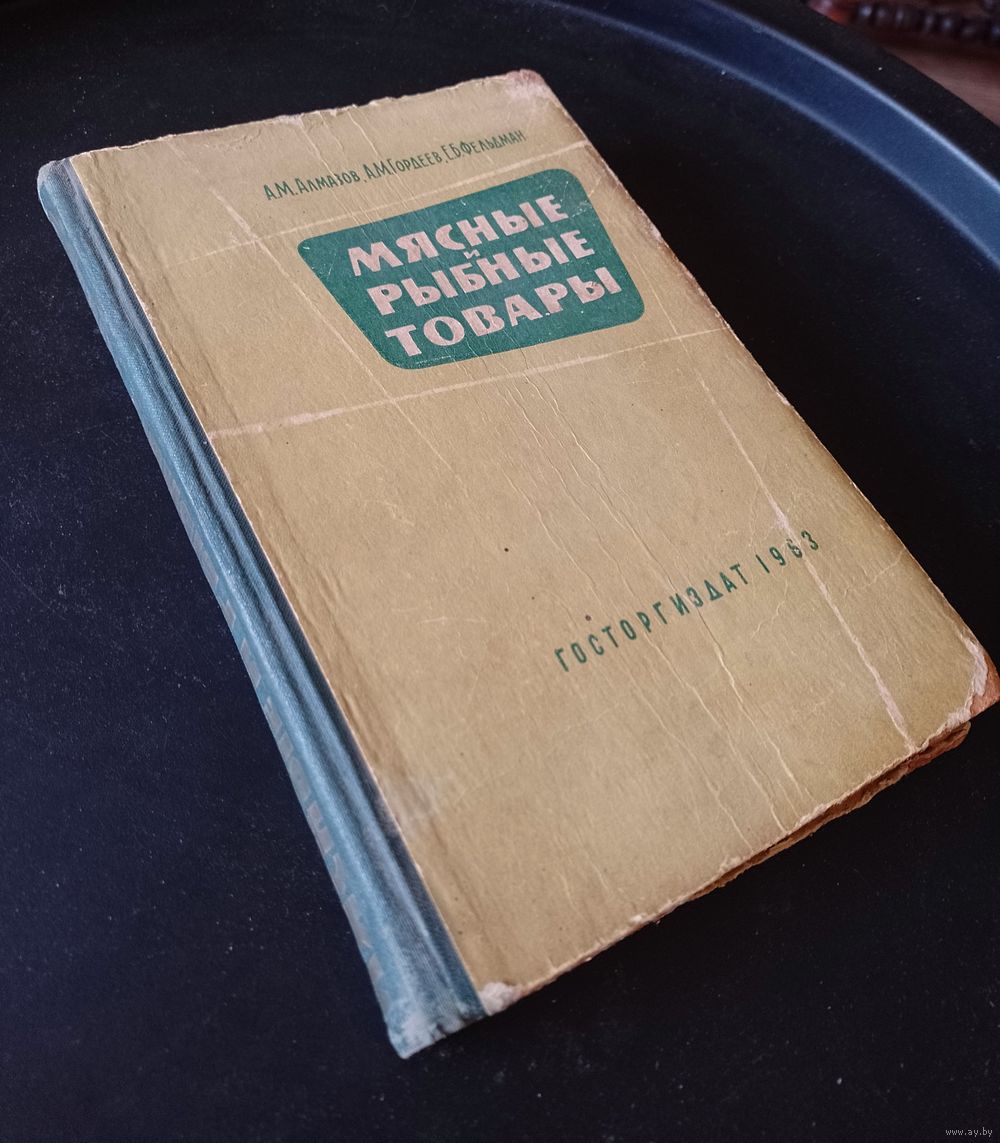 А.М. АЛМАЗОВ, А.М. ГОРДЕЕВ, Г.Б. ФЕЛЬДМАН
МЯСНЫЕ
И
РЫБНЫЕ
ТОВАРЫ
ГОСТОРГИЗДАТ 1963
www.ay.by